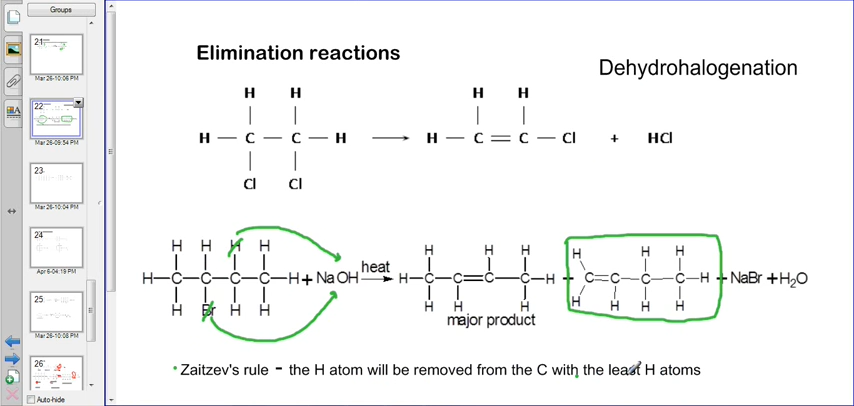 Groups
21
Mar 26-10:06 PM
22
Mar 26-09:54 PM
23
Mar 26-10:04 PM
24
Apr 6-04:19 PM
25
Mar 26-10:08 PM
26
Auto-hide
Elimination reactions
Dehydrohalogenation
H H H H
H — C — C — H → H — C = C — Cl + HCl
Cl Cl
H H H H H H H H H H
H—C—C—C—C—H + NaOH heat → H—C—C=C—C—H + C=C—C—C—H + NaBr + H2O
H Br H H H H H H H H H
major product
Zaitzev's rule - the H atom will be removed from the C with the least H atoms